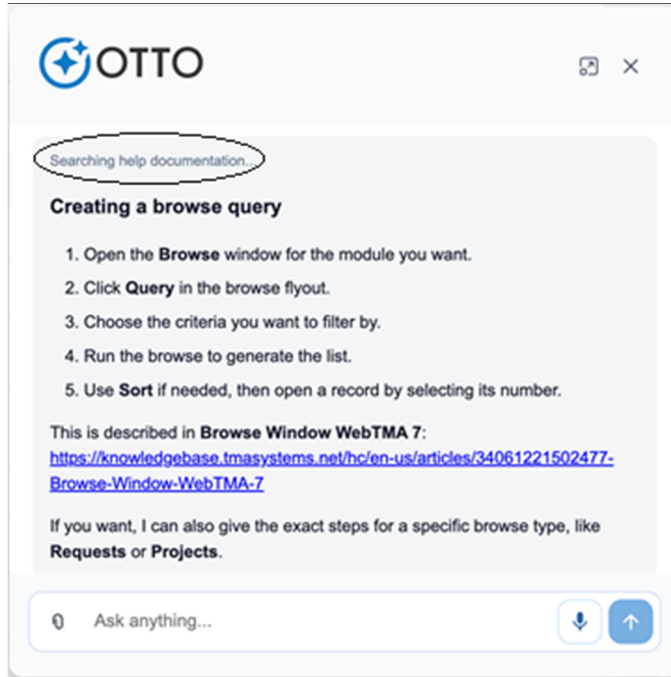 OTTO
Searching help documentation...
Creating a browse query
1. Open the Browse window for the module you want.
2. Click Query in the browse flyout.
3. Choose the criteria you want to filter by.
4. Run the browse to generate the list.
5. Use Sort if needed, then open a record by selecting its number.
This is described in Browse Window WebTMA 7:
https://knowledgebase.tmasystems.net/hc/en-us/articles/34061221502477-
Browse-Window-WebTMA-7
If you want, I can also give the exact steps for a specific browse type, like
Requests or Projects.
Ask anything...